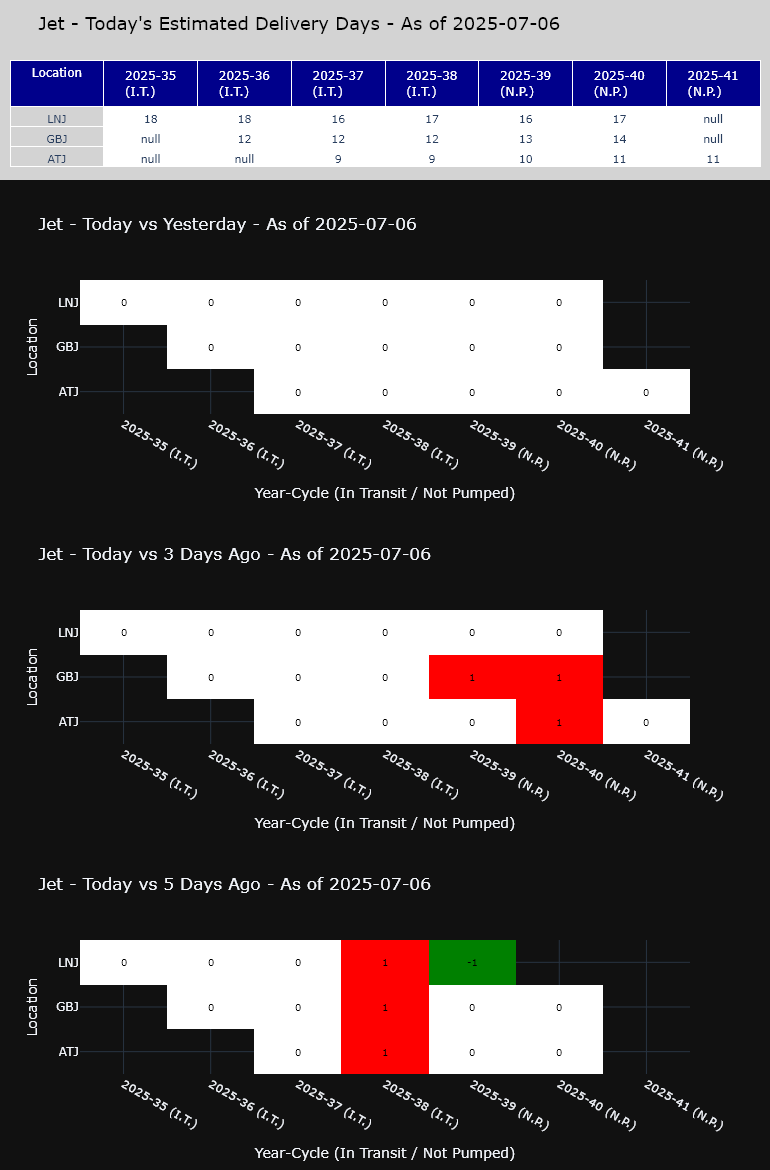 Jet - Today's Estimated Delivery Days - As of 2025-07-06
Location 2025-35 2025-36 2025-37 2025-38 2025-39 2025-40 2025-41
(I.T.) (I.T.) (I.T.) (I.T.) (N.P.) (N.P.) (N.P.)
LNJ 18 18 16 17 16 17 null
GBJ null 12 12 12 13 14 null
ATJ null null 9 9 10 11 11
Jet - Today vs Yesterday - As of 2025-07-06
Location
LNJ 0 0 0 0 0 0
GBJ 0 0 0 0 0
ATJ 0 0 0 0 0
2025-35 (I.T.) 2025-36 (I.T.) 2025-37 (I.T.) 2025-38 (I.T.) 2025-39 (N.P.) 2025-40 (N.P.) 2025-41 (N.P.)
Year-Cycle (In Transit / Not Pumped)
Jet - Today vs 3 Days Ago - As of 2025-07-06
Location
LNJ 0 0 0 0 0 0
GBJ 0 0 0 1 1
ATJ 0 0 0 1 0
2025-35 (I.T.) 2025-36 (I.T.) 2025-37 (I.T.) 2025-38 (I.T.) 2025-39 (N.P.) 2025-40 (N.P.) 2025-41 (N.P.)
Year-Cycle (In Transit / Not Pumped)
Jet - Today vs 5 Days Ago - As of 2025-07-06
Location
LNJ 0 0 0 1 -1
GBJ 0 0 1 0 0
ATJ 0 1 0 0
2025-35 (I.T.) 2025-36 (I.T.) 2025-37 (I.T.) 2025-38 (I.T.) 2025-39 (N.P.) 2025-40 (N.P.) 2025-41 (N.P.)
Year-Cycle (In Transit / Not Pumped)